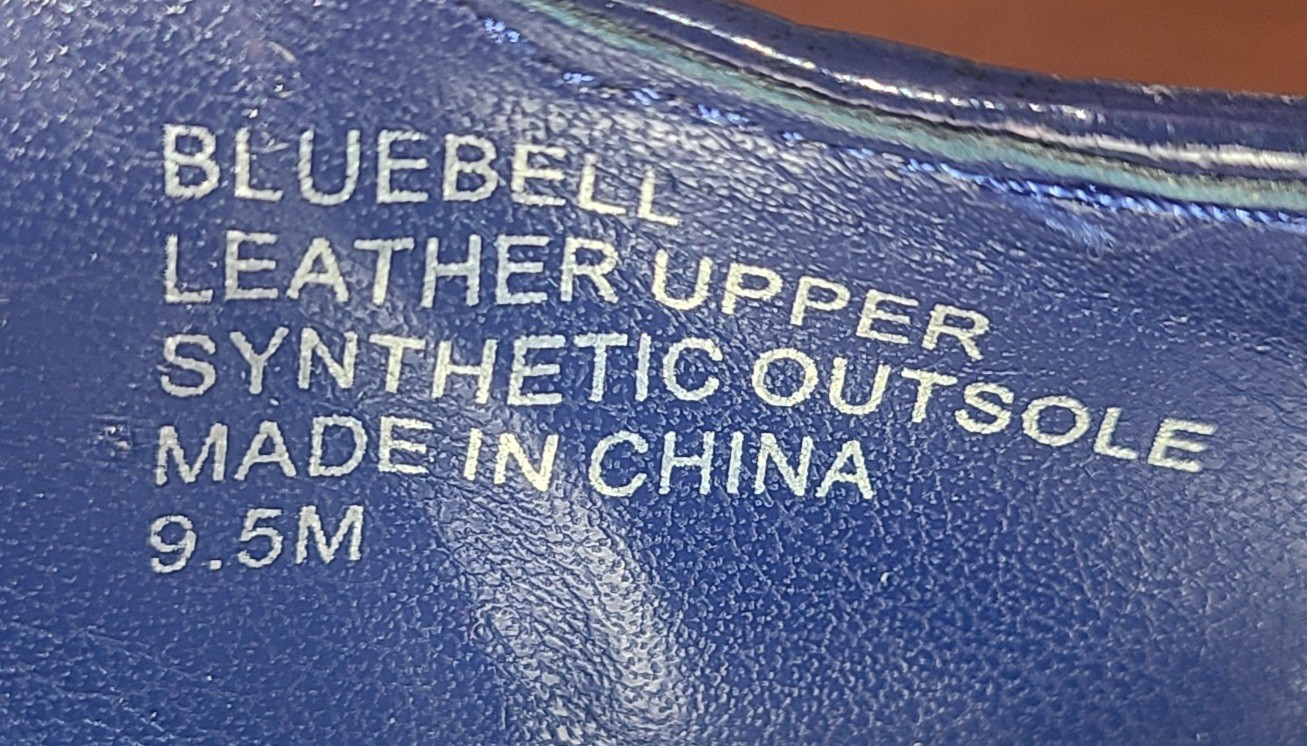 BLUEBELL
LEATHER UPPER
SYNTHETIC OUTSOLE
MADE IN CHINA
9.5M